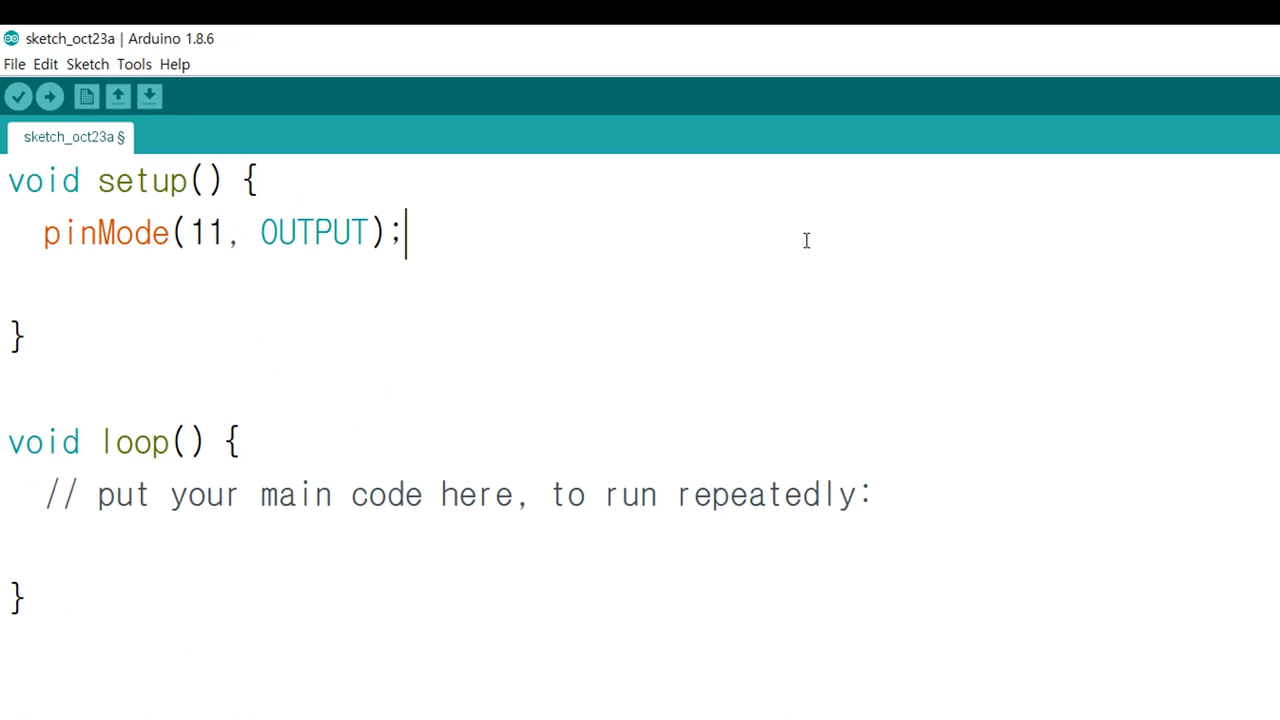 sketch_oct23a | Arduino 1.8.6
File Edit Sketch Tools Help
sketch_oct23a §
void setup() {
  pinMode(11, OUTPUT);
}
void loop() {
  // put your main code here, to run repeatedly:
}